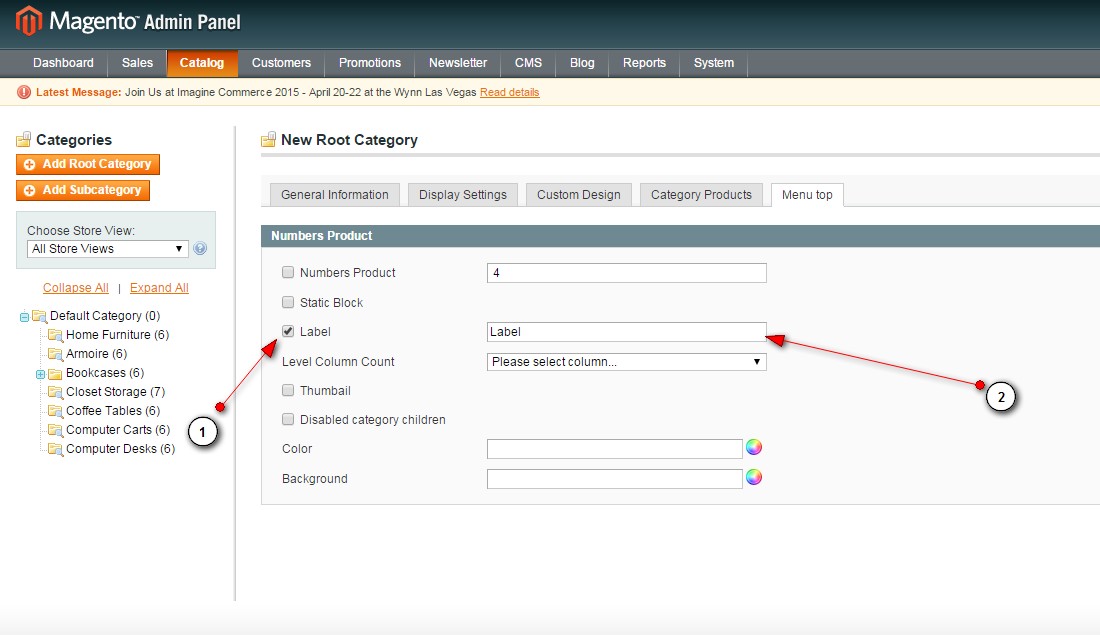 Magento Admin Panel
Dashboard Sales Catalog Customers Promotions Newsletter CMS Blog Reports System
Latest Message: Join Us at Imagine Commerce 2015 - April 20-22 at the Wynn Las Vegas Read details
Categories
Add Root Category
Add Subcategory
Choose Store View:
All Store Views
Collapse All | Expand All
Default Category (0)
Home Furniture (6)
Armoire (6)
Bookcases (6)
Closet Storage (7)
Coffee Tables (6)
Computer Carts (6)
Computer Desks (6)
New Root Category
General Information Display Settings Custom Design Category Products Menu top
Numbers Product
Numbers Product 4
Static Block
Label Label
Level Column Count Please select column...
Thumbail
Disabled category children
Color
Background
1
2